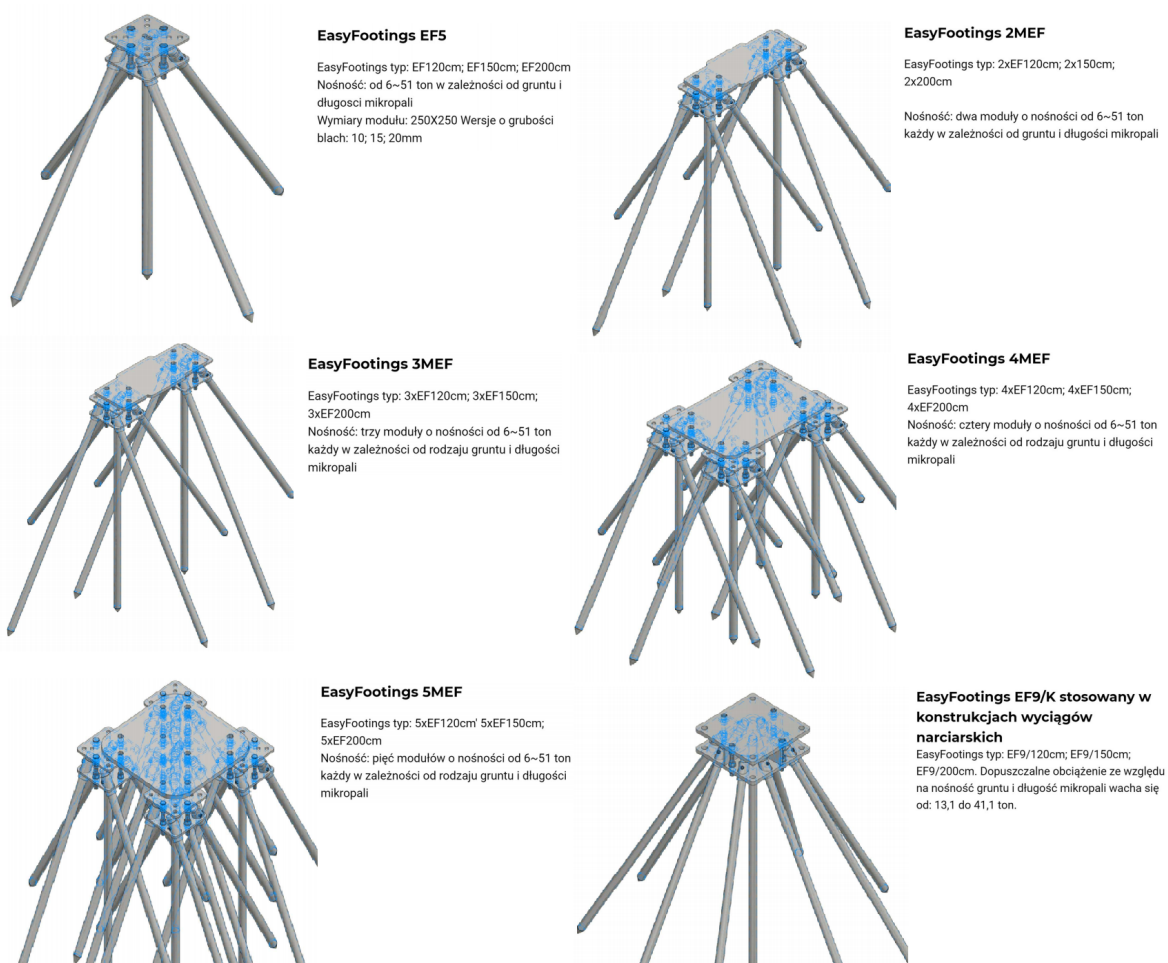 EasyFootings EF5
EasyFootings typ: EF120cm; EF150cm; EF200cm
Nośność: od 6~51 ton w zależności od gruntu i
długosci mikropali
Wymiary modułu: 250X250 Wersje o grubości
blach: 10; 15; 20mm
EasyFootings 2MEF
EasyFootings typ: 2xEF120cm; 2x150cm;
2x200cm
Nośność: dwa moduły o nośności od 6~51 ton
każdy w zależności od gruntu i długości mikropali
EasyFootings 3MEF
EasyFootings typ: 3xEF120cm; 3xEF150cm;
3xEF200cm
Nośność: trzy moduły o nośności od 6~51 ton
każdy w zależności od rodzaju gruntu i długości
mikropali
EasyFootings 4MEF
EasyFootings typ: 4xEF120cm; 4xEF150cm;
4xEF200cm
Nośność: cztery moduły o nośności od 6~51 ton
każdy w zależności od rodzaju gruntu i długości
mikropali
EasyFootings 5MEF
EasyFootings typ: 5xEF120cm' 5xEF150cm;
5xEF200cm
Nośność: pięć modułów o nośności od 6~51 ton
każdy w zależności od rodzaju gruntu i długości
mikropali
EasyFootings EF9/K stosowany w
konstrukcjach wyciągów
narciarskich
EasyFootings typ: EF9/120cm; EF9/150cm;
EF9/200cm. Dopuszczalne obciążenie ze względu
na nośność gruntu i długość mikropali wacha się
od: 13,1 do 41,1 ton.